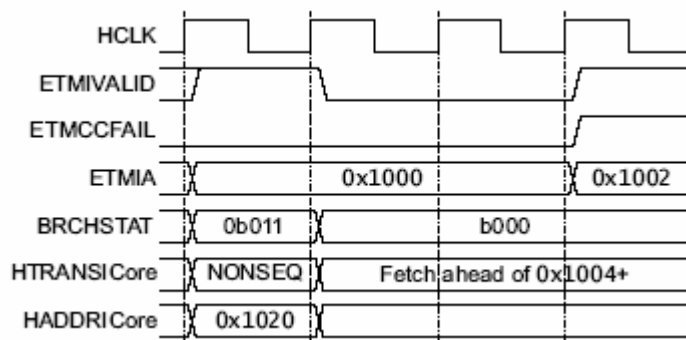 HCLK
ETMIVALID
ETMCCFAIL
ETMIA 0x1000 0x1002
BRCHSTAT 0b011 b000
HTRANSICore NONSEQ Fetch ahead of 0x1004+
HADDRICore 0x1020